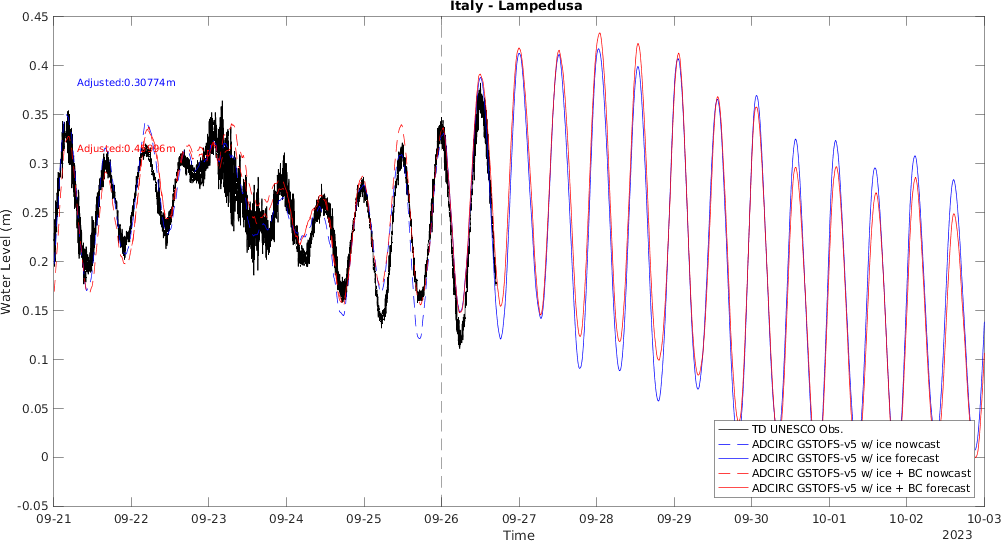 Italy - Lampedusa
0.45
0.4
0.35
0.3
0.25
0.2
0.15
0.1
0.05
0
-0.05
Water Level (m)
Adjusted:0.30774m
TD UNESCO Obs.
ADCIRC GSTOFS-v5 w/ ice nowcast
ADCIRC GSTOFS-v5 w/ ice forecast
ADCIRC GSTOFS-v5 w/ ice + BC nowcast
ADCIRC GSTOFS-v5 w/ ice + BC forecast
09-21 09-22 09-23 09-24 09-25 09-26 09-27 09-28 09-29 09-30 10-01 10-02 10-03
Time
2023